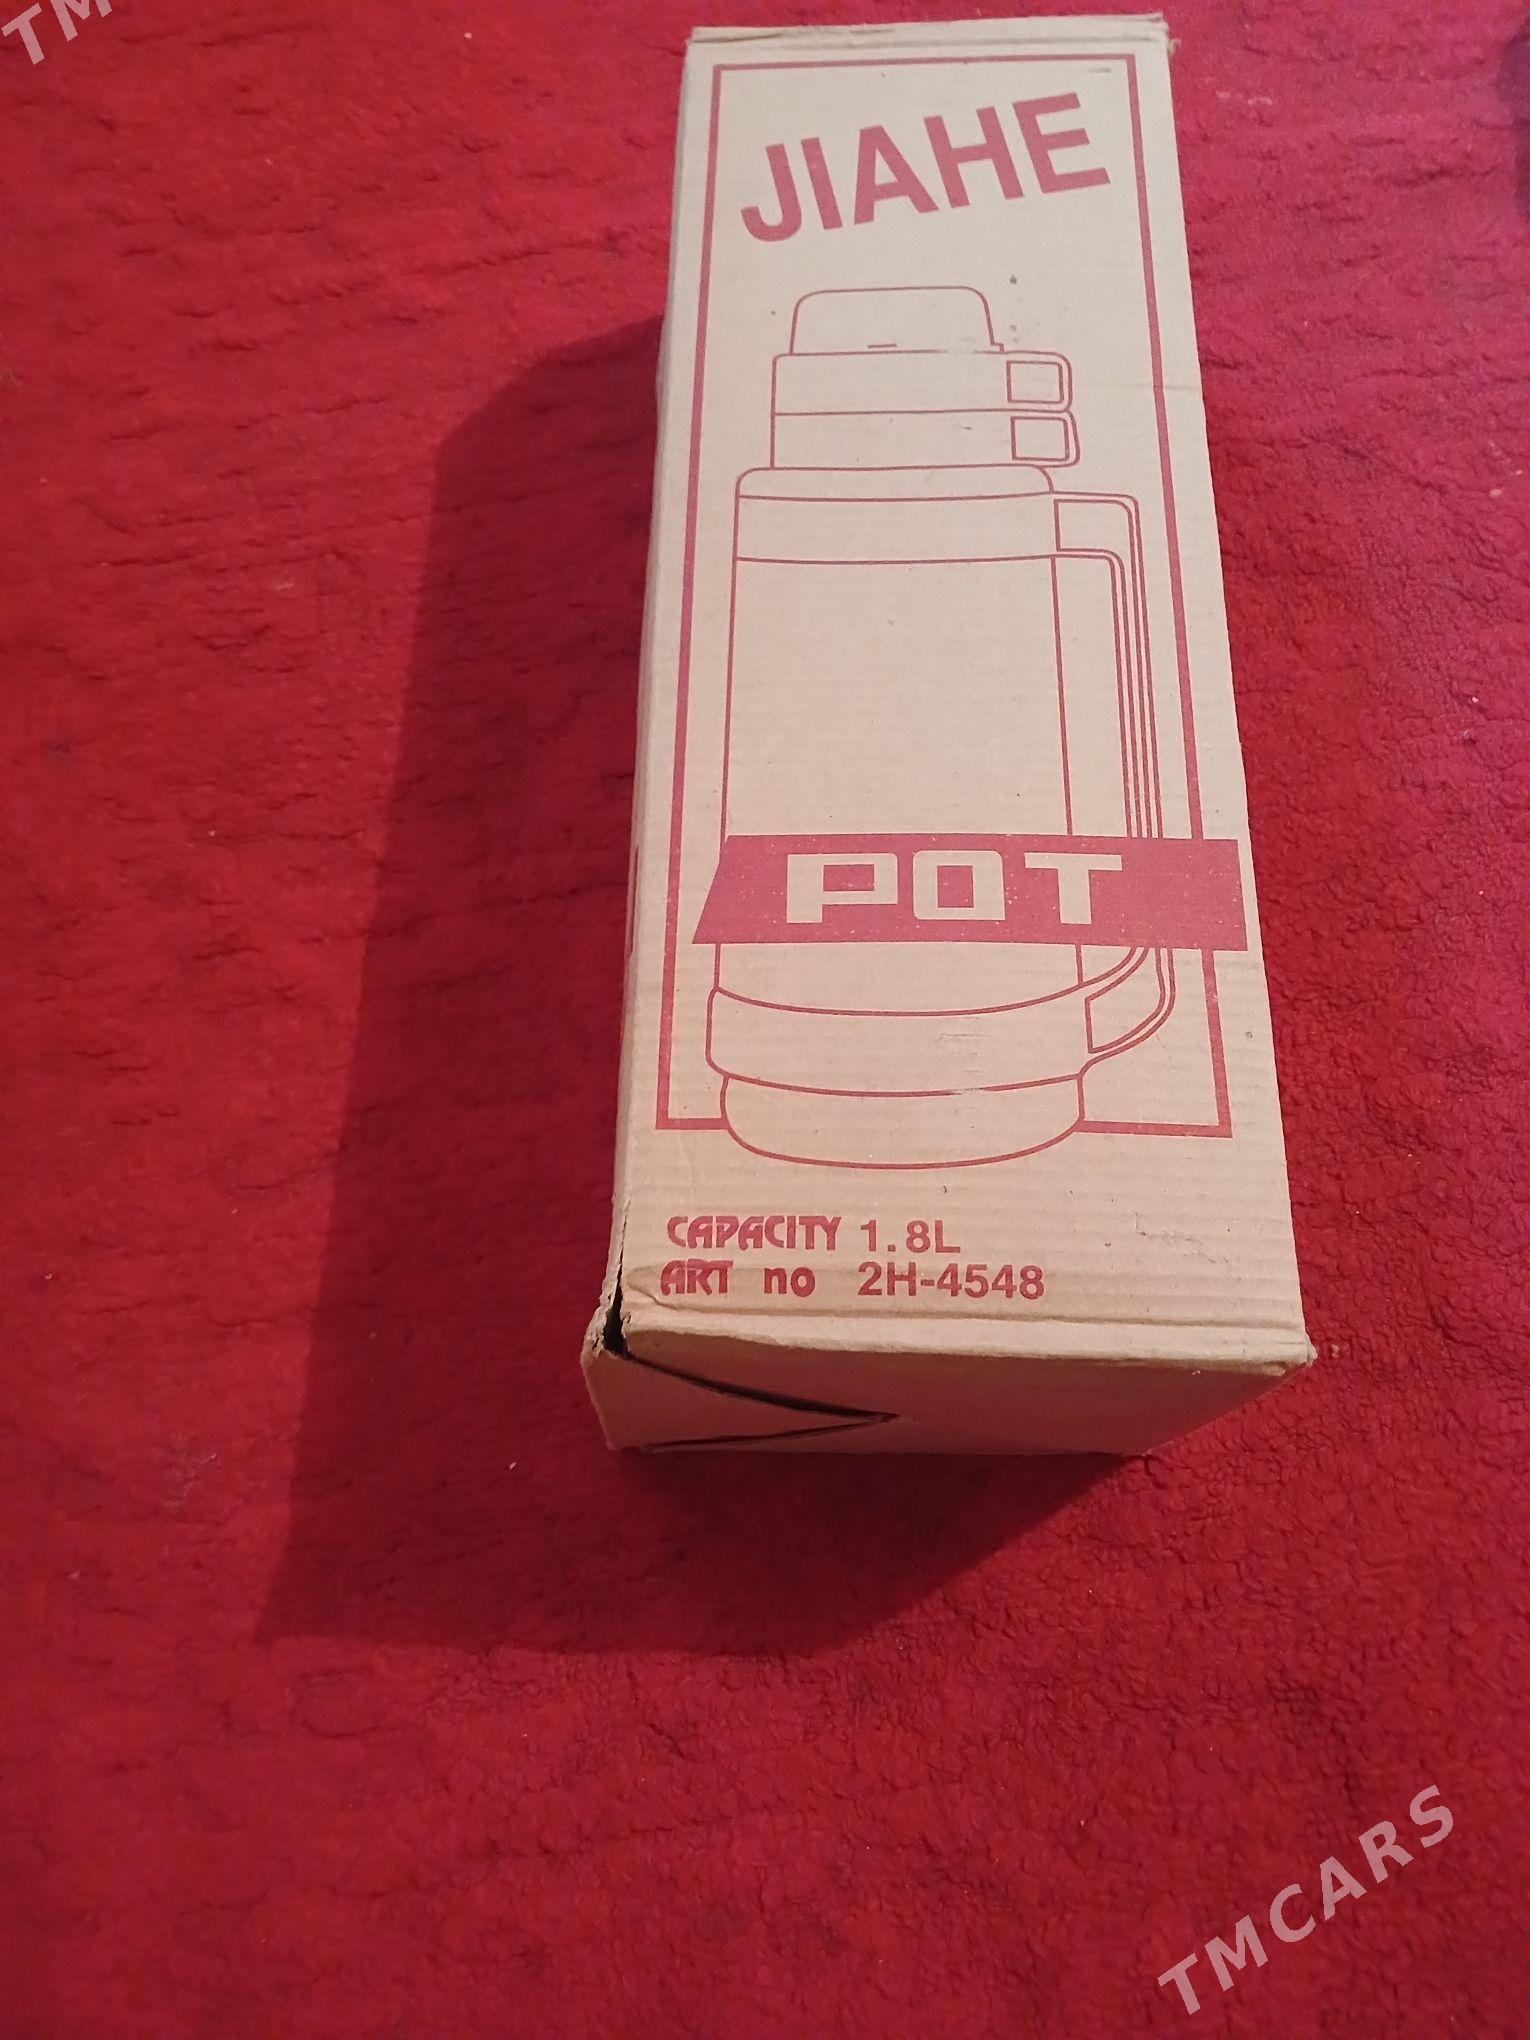 TM
JIAHE
POT
CAPACITY 1.8L
ART no 2H-4548
TMCARS